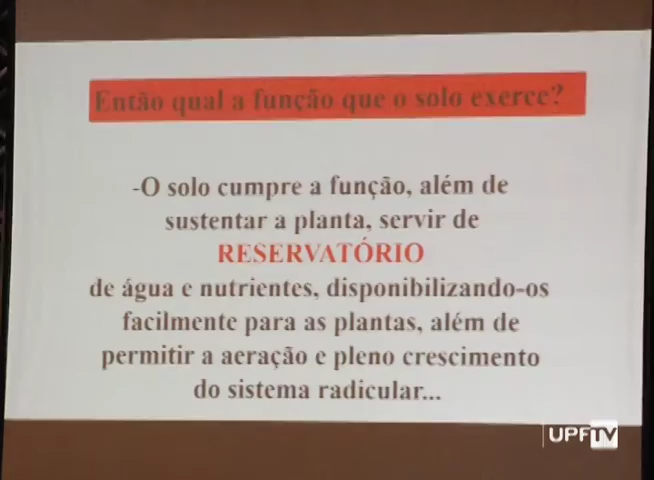 Então qual a função que o solo exerce?
-O solo cumpre a função, além de
sustentar a planta, servir de
RESERVATÓRIO
de água e nutrientes, disponibilizando-os
facilmente para as plantas, além de
permitir a aeração e pleno crescimento
do sistema radicular...
UPFTV